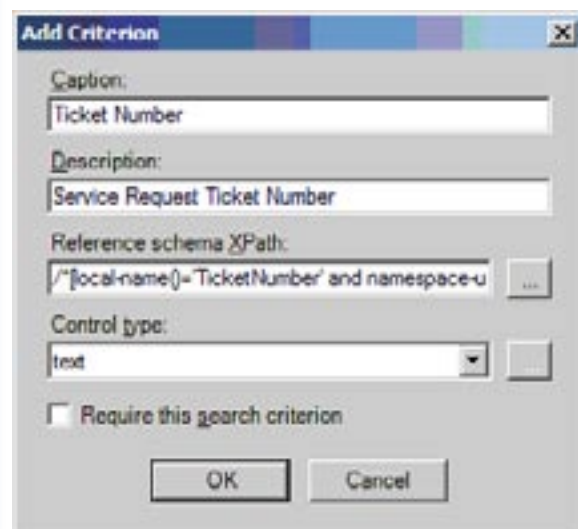 Add Criterion
Caption:
Ticket Number
Description:
Service Request Ticket Number
Reference schema XPath:
/*[local-name()='TicketNumber' and namespace-u
...
Control type:
text
...
Require this search criterion
OK Cancel